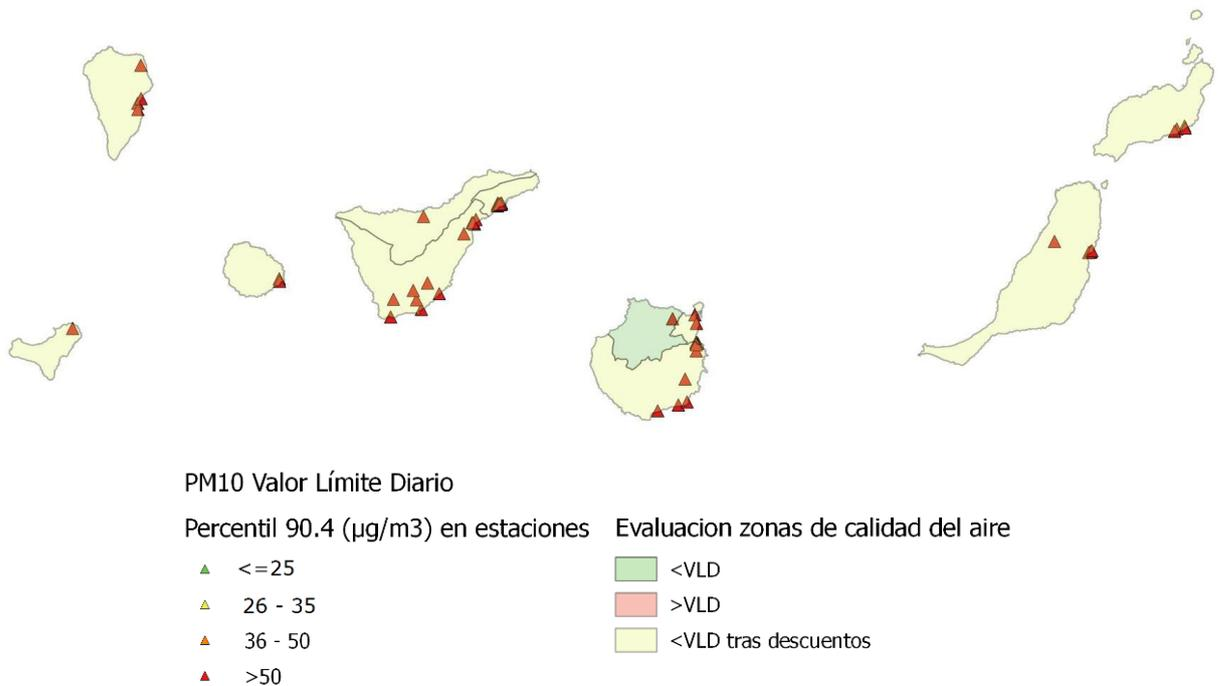 PM10 Valor Límite Diario
Percentil 90.4 (µg/m3) en estaciones
<=25
26 - 35
36 - 50
>50
Evaluacion zonas de calidad del aire
<VLD
>VLD
<VLD tras descuentos